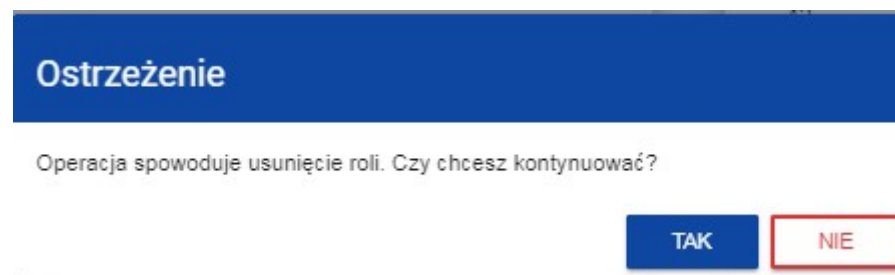 Ostrzeżenie
Operacja spowoduje usunięcie roli. Czy chcesz kontynuować?
TAK NIE